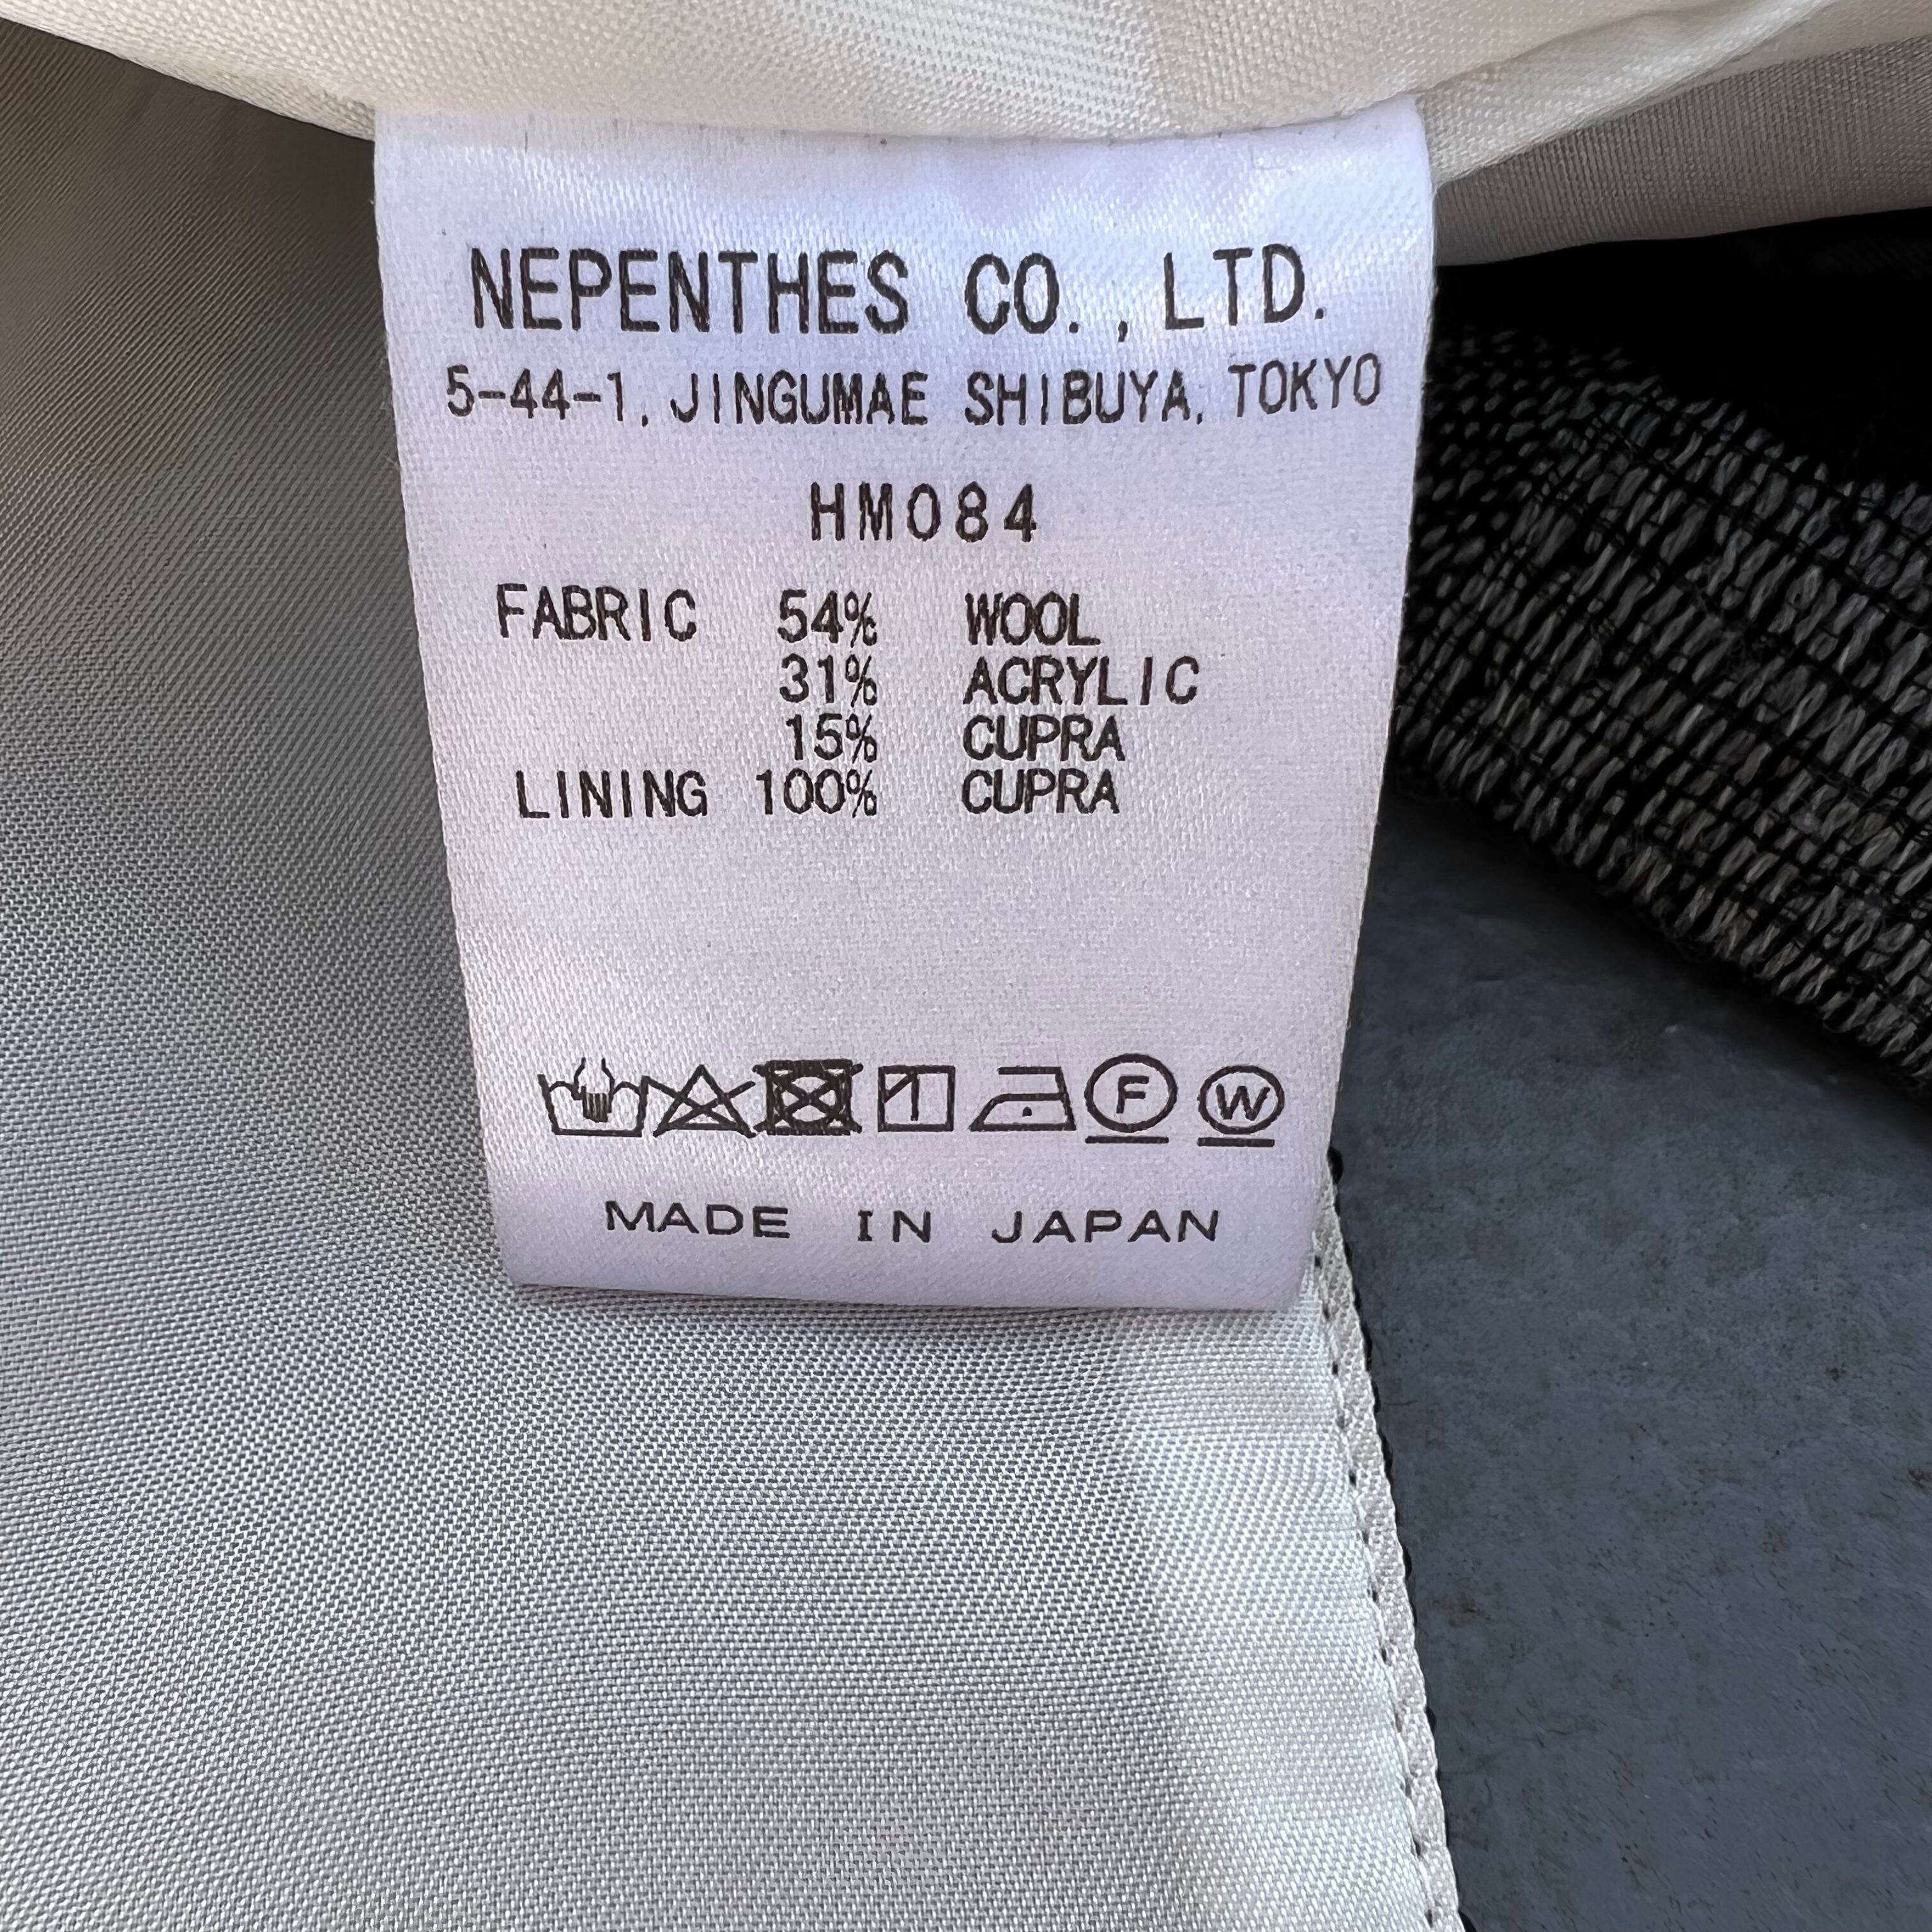 NEPENTHES CO., LTD.
5-44-1, JINGUMAE SHIBUYA, TOKYO
HM084
FABRIC 54% WOOL
31% ACRYLIC
15% CUPRA
LINING 100% CUPRA
F W
MADE IN JAPAN